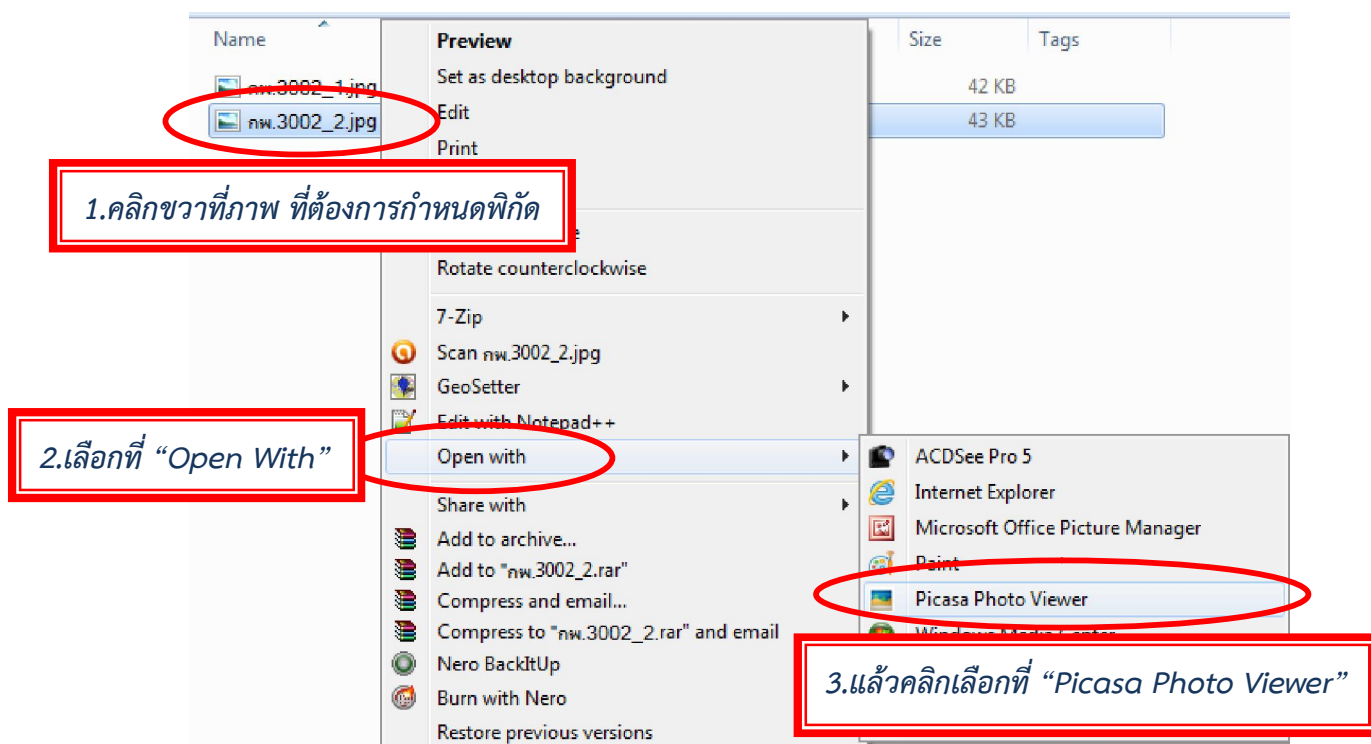 Name Size Tags
กพ.3002_1.jpg 42 KB
กพ.3002_2.jpg 43 KB
Preview
Set as desktop background
Edit
Print
1.คลิกขวาที่ภาพ ที่ต้องการกำหนดพิกัด
Rotate counterclockwise
7-Zip
Scan กพ.3002_2.jpg
GeoSetter
Edit with Notepad++
2.เลือกที่ “Open With”
Open with
Share with
Add to archive...
Add to "กพ.3002_2.rar"
Compress and email...
Compress to "กพ.3002_2.rar" and email
Nero BackItUp
Burn with Nero
Restore previous versions
ACDSee Pro 5
Internet Explorer
Microsoft Office Picture Manager
Paint
Picasa Photo Viewer
Windows Media Center
3.แล้วคลิกเลือกที่ “Picasa Photo Viewer”